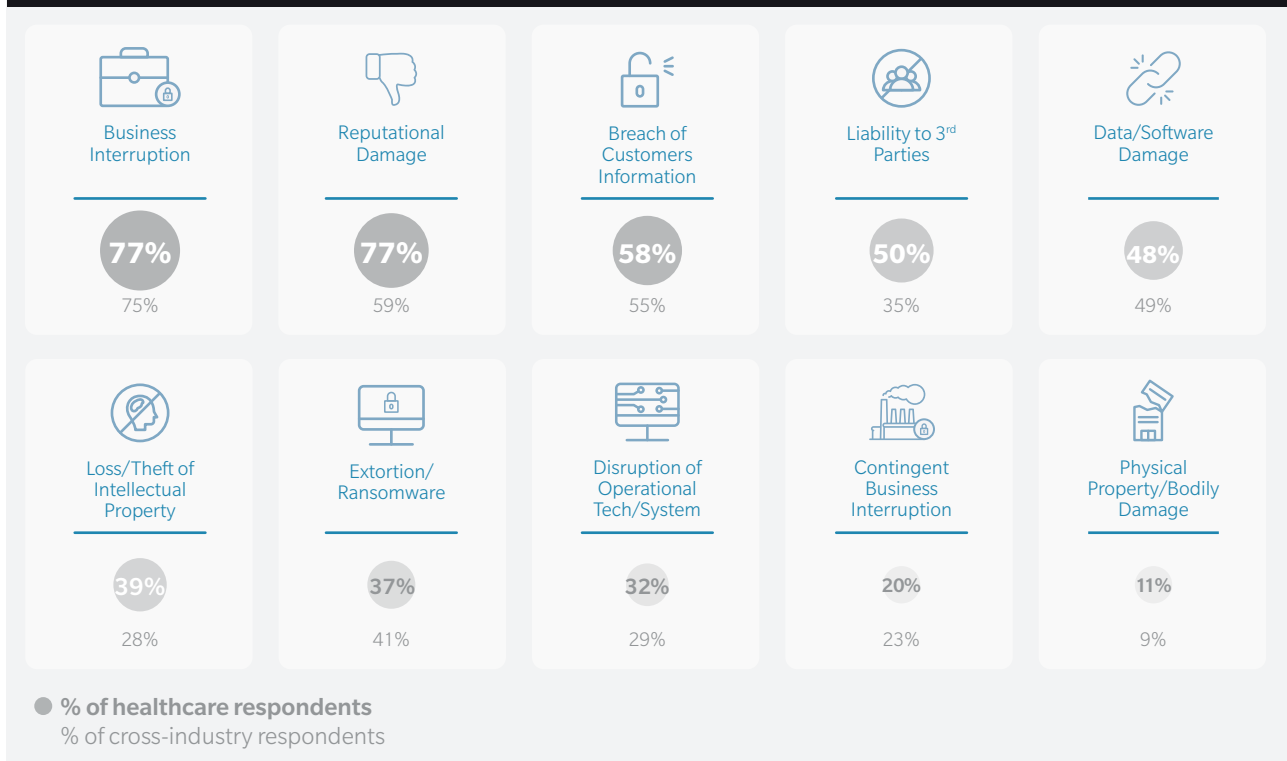 Business
Interruption
77%
75%
Reputational
Damage
77%
59%
Breach of
Customers
Information
58%
55%
Liability to 3rd
Parties
50%
35%
Data/Software
Damage
48%
49%
Loss/Theft of
Intellectual
Property
39%
28%
Extortion/
Ransomware
37%
41%
Disruption of
Operational
Tech/System
32%
29%
Contingent
Business
Interruption
20%
23%
Physical
Property/Bodily
Damage
11%
9%
% of healthcare respondents
% of cross-industry respondents